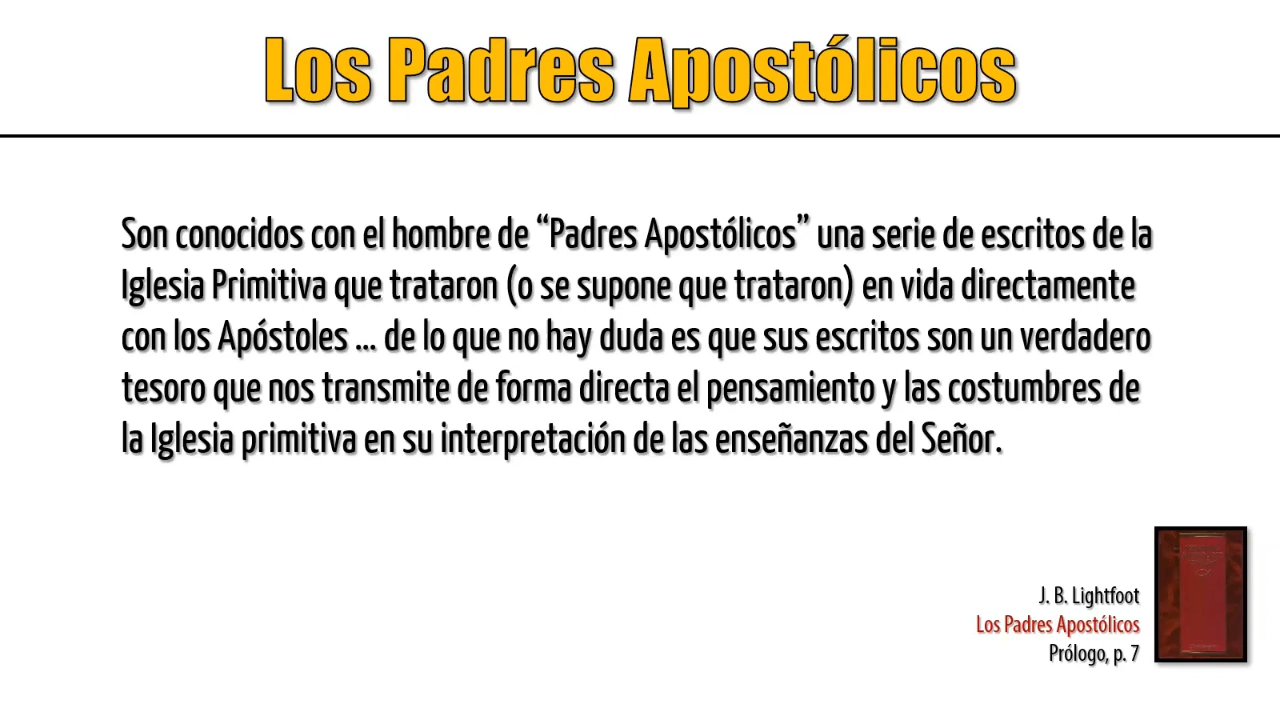 Los Padres Apostólicos
Son conocidos con el hombre de “Padres Apostólicos” una serie de escritos de la
Iglesia Primitiva que trataron (o se supone que trataron) en vida directamente
con los Apóstoles ... de lo que no hay duda es que sus escritos son un verdadero
tesoro que nos transmite de forma directa el pensamiento y las costumbres de
la Iglesia primitiva en su interpretación de las enseñanzas del Señor.
J. B. Lightfoot
Los Padres Apostólicos
Prólogo, p. 7